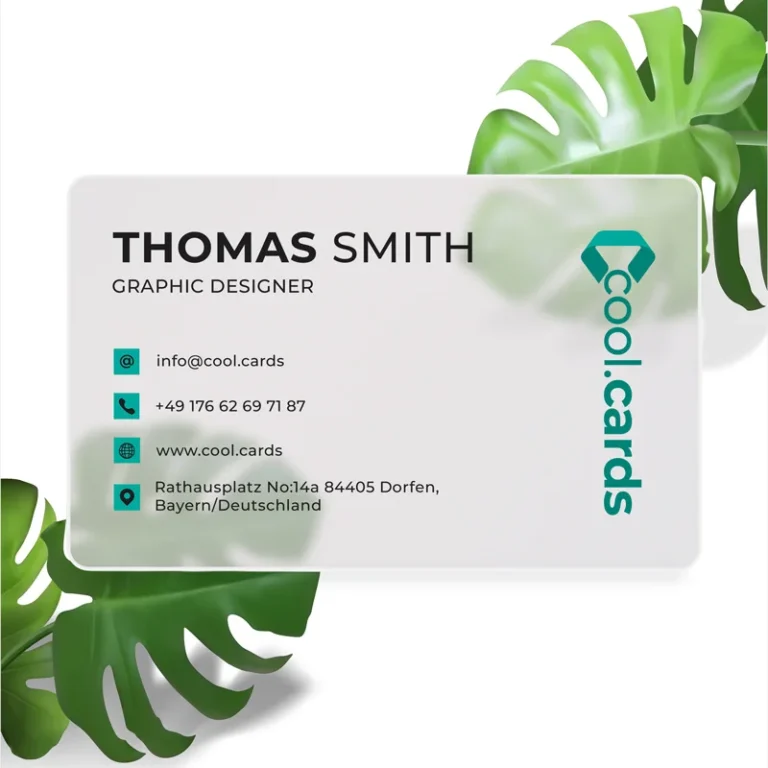 THOMAS SMITH
GRAPHIC DESIGNER
@ info@cool.cards
+49 176 62 69 71 87
www.cool.cards
Rathausplatz No:14a 84405 Dorfen,
Bayern/Deutschland
cool.cards